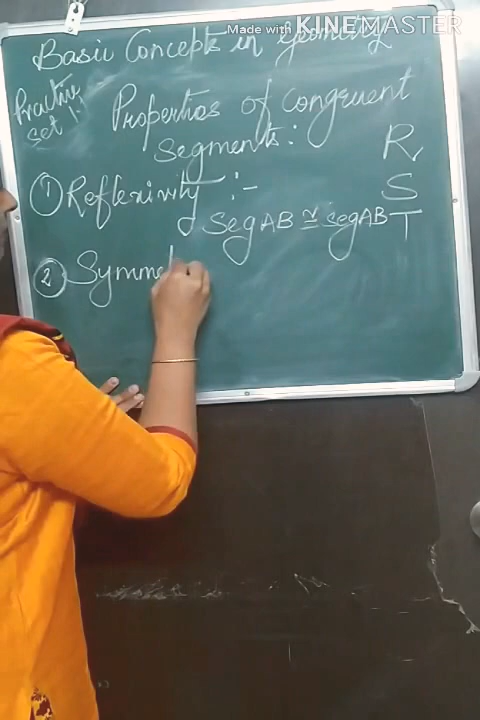 Made with KINEMASTER
Basic Concepts in Geometry
Practice
set 1.1
Properties of congruent
segments:
R
① Reflexivity :-
S
seg AB ≅ seg AB
T
② Symmet